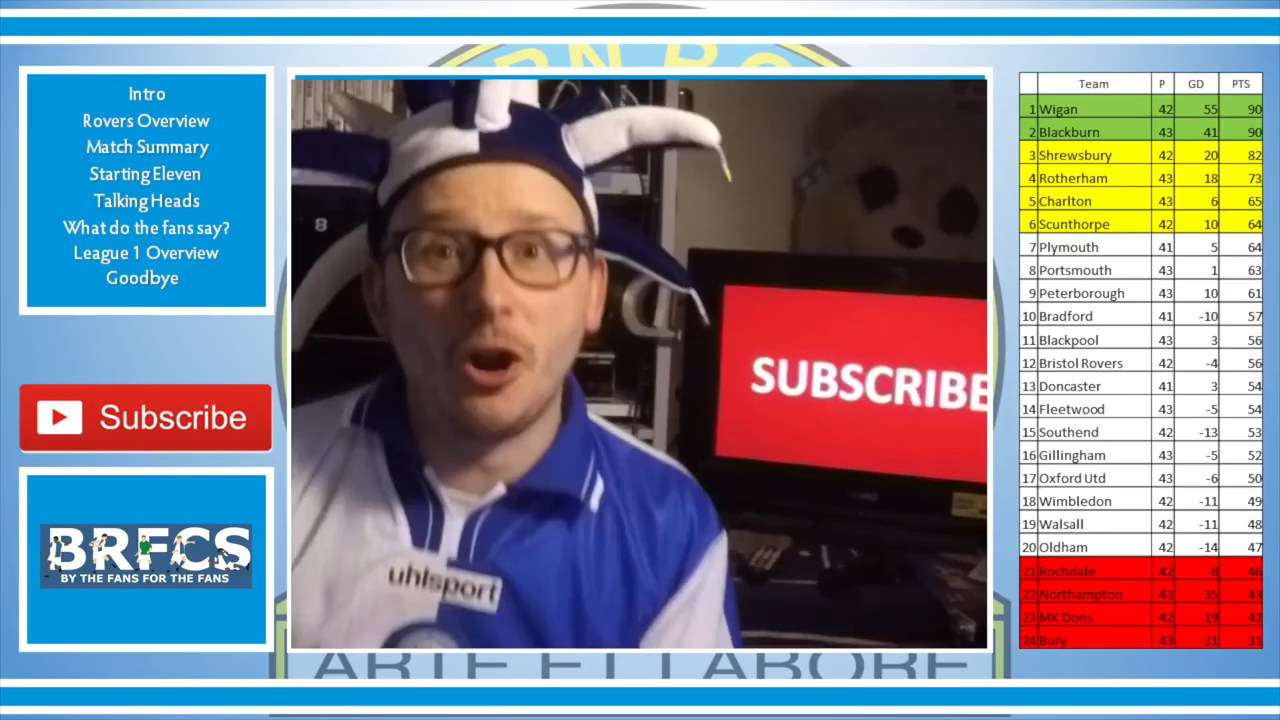 RN RO
Intro
Rovers Overview
Match Summary
Starting Eleven
Talking Heads
What do the fans say?
League 1 Overview
Goodbye
Subscribe
BRFCS
BY THE FANS FOR THE FANS
8
SUBSCRIBE
uhlsport
Team P GD PTS
1 Wigan 42 55 90
2 Blackburn 43 41 90
3 Shrewsbury 42 20 82
4 Rotherham 43 18 73
5 Charlton 43 6 65
6 Scunthorpe 42 10 64
7 Plymouth 41 5 64
8 Portsmouth 43 1 63
9 Peterborough 43 10 61
10 Bradford 41 -10 57
11 Blackpool 43 3 56
12 Bristol Rovers 42 -4 56
13 Doncaster 41 3 54
14 Fleetwood 43 -5 54
15 Southend 42 -13 53
16 Gillingham 43 -5 52
17 Oxford Utd 43 -6 50
18 Wimbledon 42 -11 49
19 Walsall 42 -11 48
20 Oldham 42 -14 47
21 Rochdale 42 -8 46
22 Northampton 43 -35 43
23 MK Dons 42 -19 42
24 Bury 43 -31 31
ARTE ET LABORE